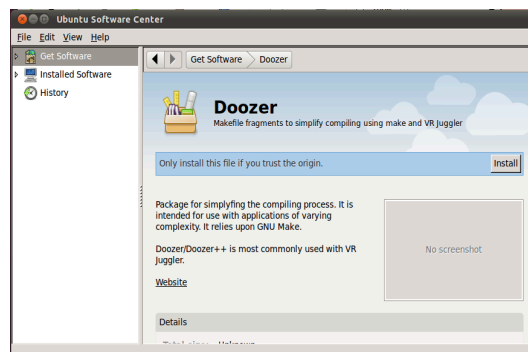 Ubuntu Software Center
File Edit View Help
Get Software
Installed Software
History
Get Software Doozer
Doozer
Makefile fragments to simplify compiling using make and VR Juggler
Only install this file if you trust the origin.
Install
Package for simplyfing the compiling process. It is
intended for use with applications of varying
complexity. It relies upon GNU Make.
Doozer/Doozer++ is most commonly used with VR
Juggler.
Website
No screenshot
Details